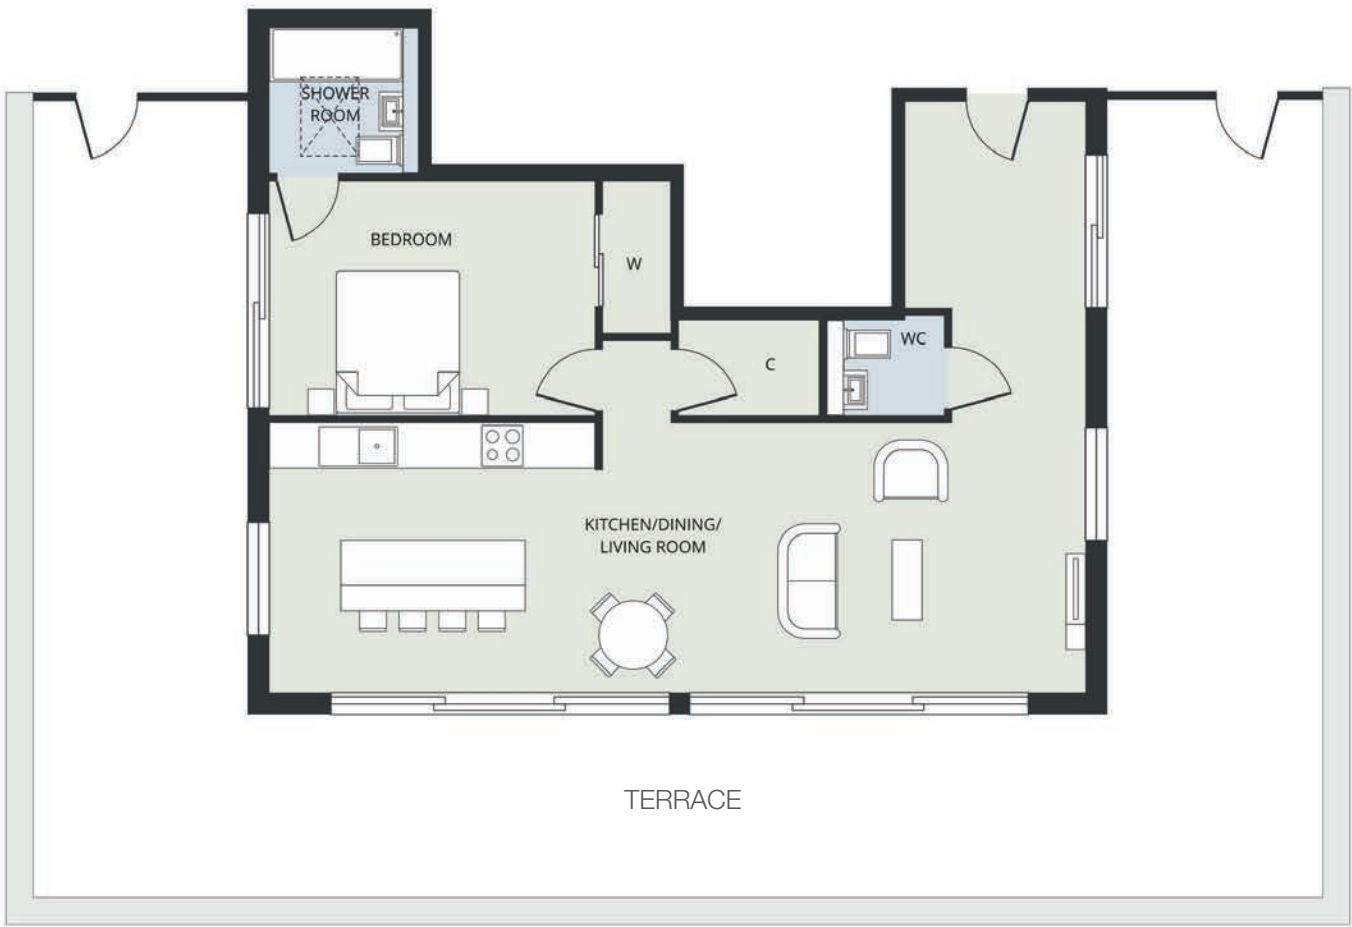 SHOWER
ROOM
BEDROOM
W
C
WC
KITCHEN/DINING/
LIVING ROOM
TERRACE